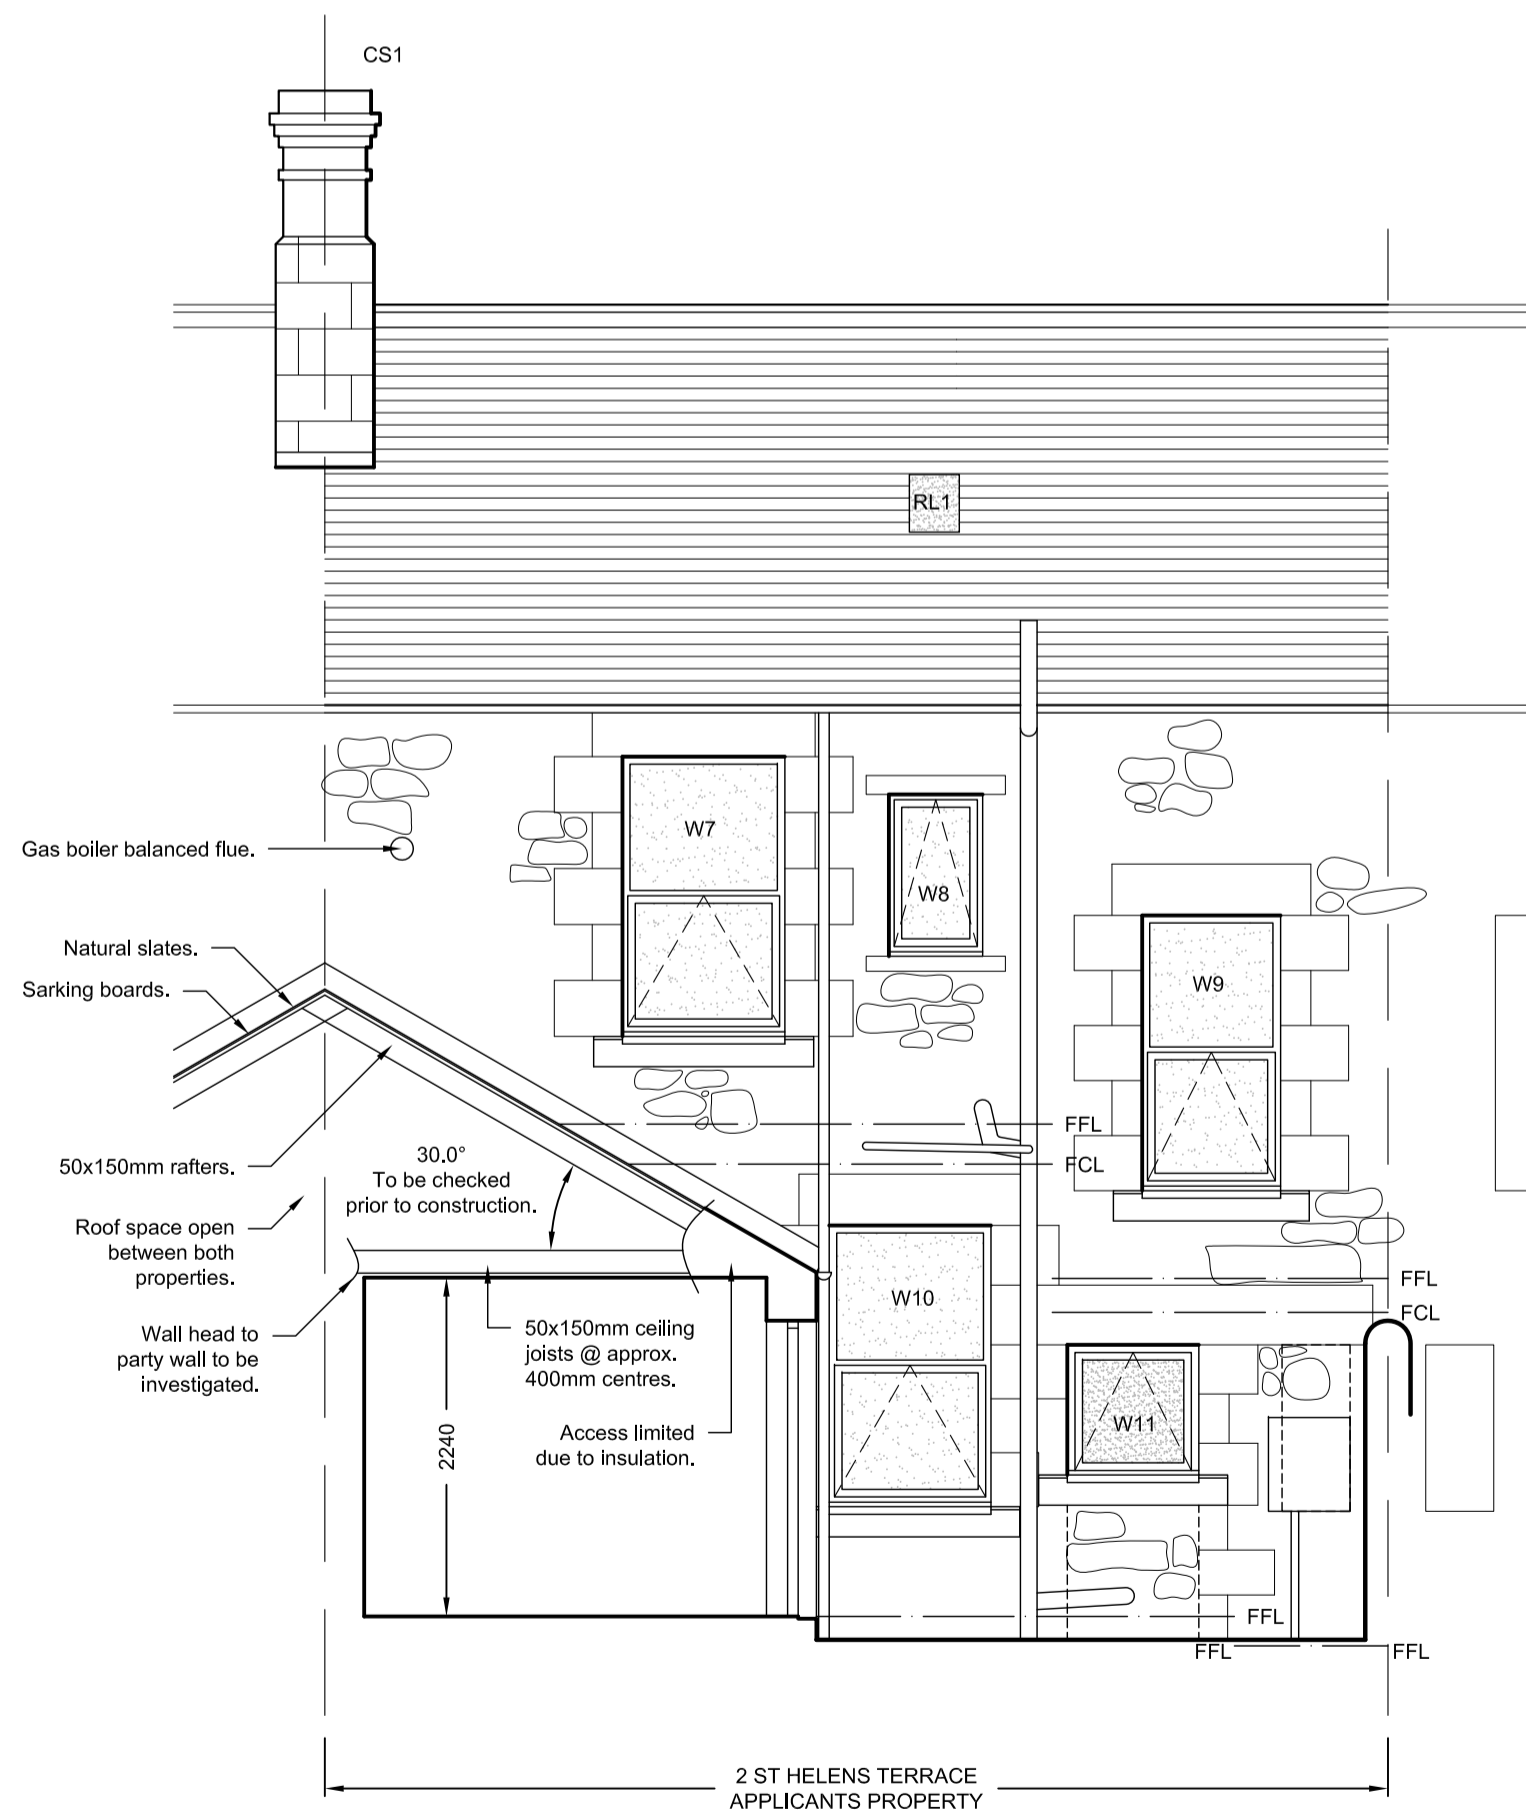 CS1
RL1
W7
W8
Gas boiler balanced flue.
Natural slates.
Sarking boards.
W9
FFL
FCL
50x150mm rafters.
30.0°
To be checked
prior to construction.
Roof space open
between both
properties.
FFL
FCL
W10
Wall head to
party wall to be
investigated.
50x150mm ceiling
joists @ approx.
400mm centres.
Access limited
due to insulation.
2240
W11
FFL
FFL
FFL
2 ST HELENS TERRACE
APPLICANTS PROPERTY